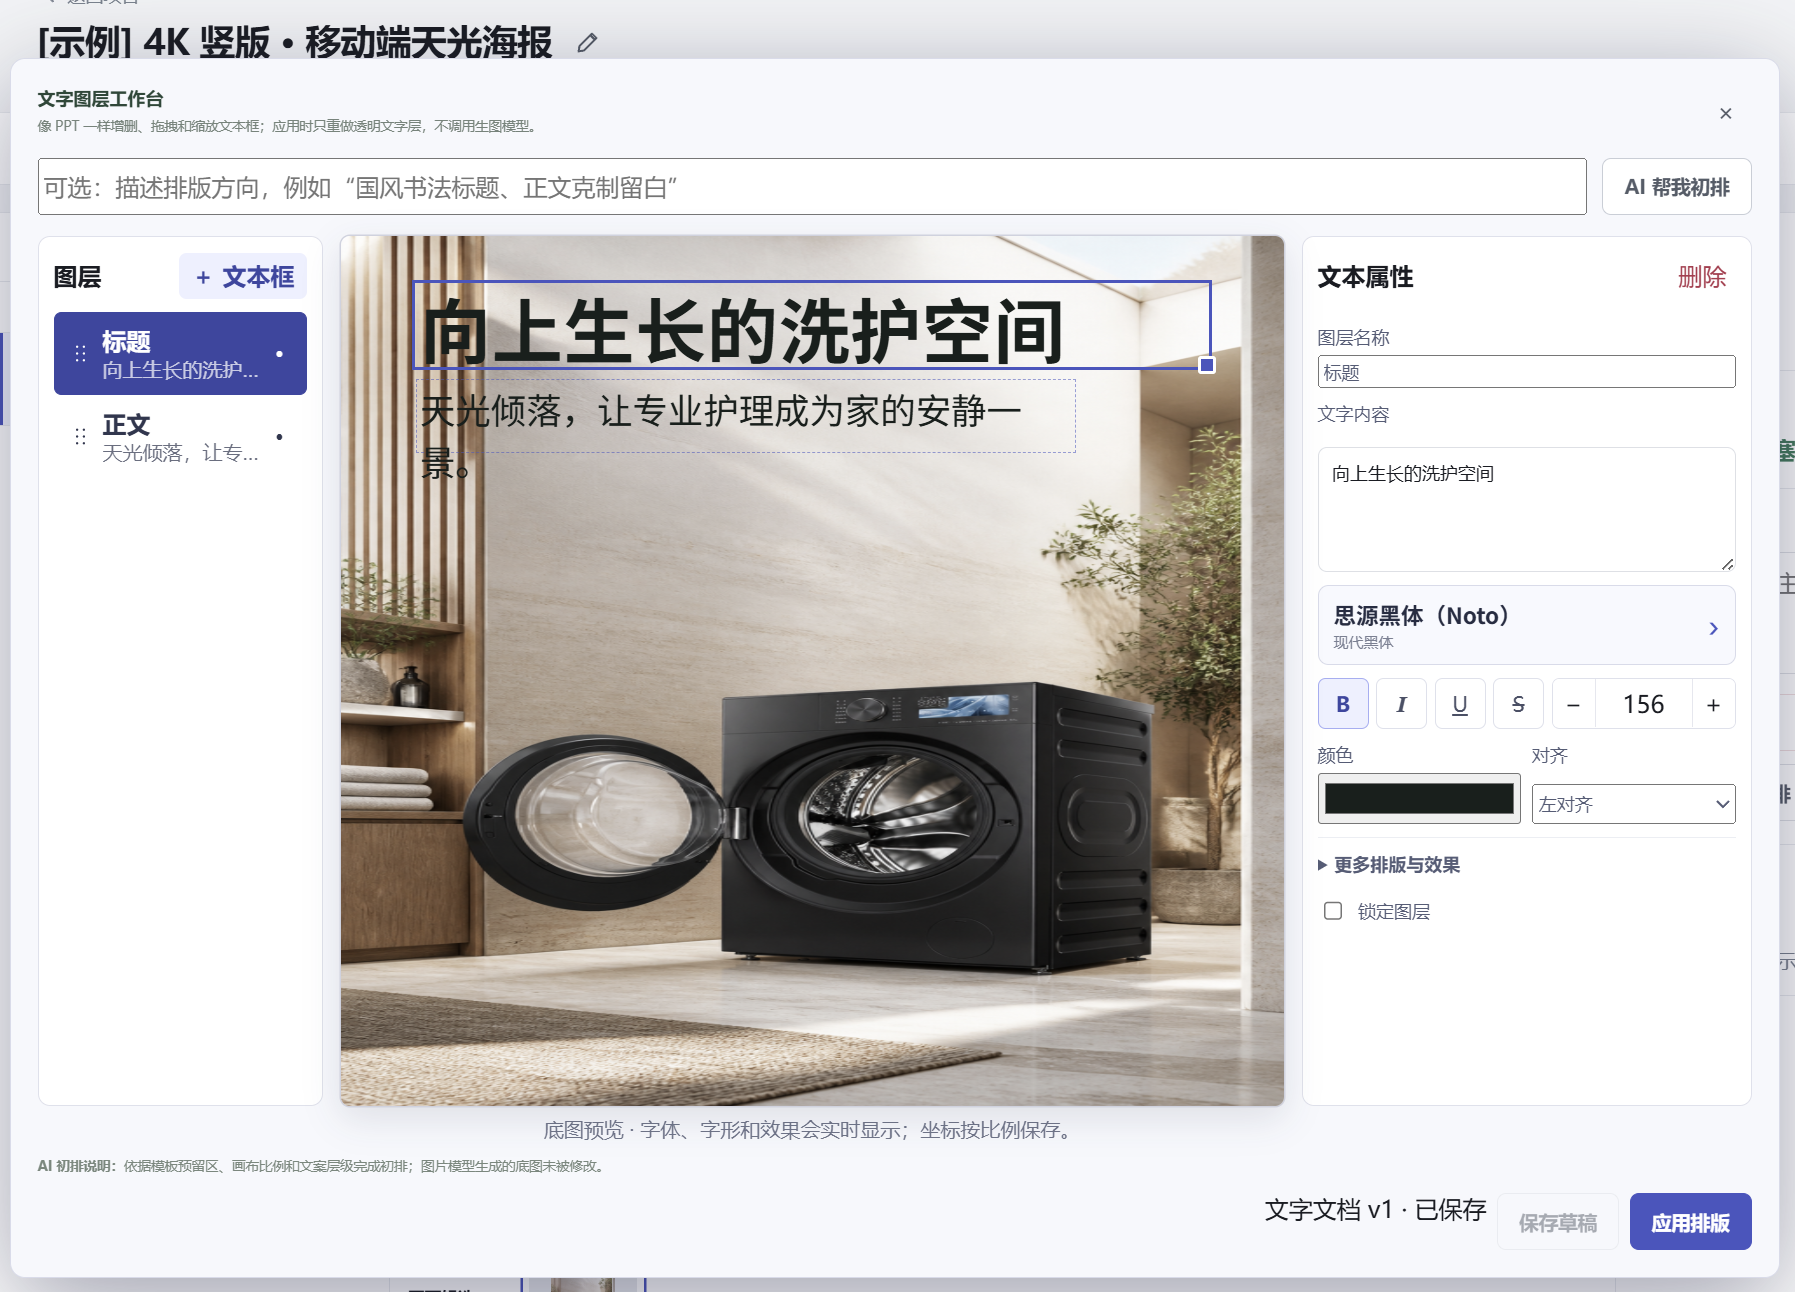 [示例] 4K 竖版 • 移动端天光海报
文字图层工作台
像 PPT 一样增删、拖拽和缩放文本框；应用时只重做透明文字层，不调用生图模型。
×
可选：描述排版方向，例如“国风书法标题、正文克制留白”
AI 帮我初排
图层
+ 文本框
标题
向上生长的洗护...
正文
天光倾落，让专...
向上生长的洗护空间
天光倾落，让专业护理成为家的安静一
景。
底图预览 · 字体、字形和效果会实时显示；坐标按比例保存。
文本属性
删除
图层名称
标题
文字内容
向上生长的洗护空间
思源黑体（Noto）
现代黑体
B I U S − 156 +
颜色
对齐
左对齐
更多排版与效果
锁定图层
AI 初排说明：依据模板预留区、画布比例和文案层级完成初排；图片模型生成的底图未被修改。
文字文档 v1 · 已保存
保存草稿
应用排版